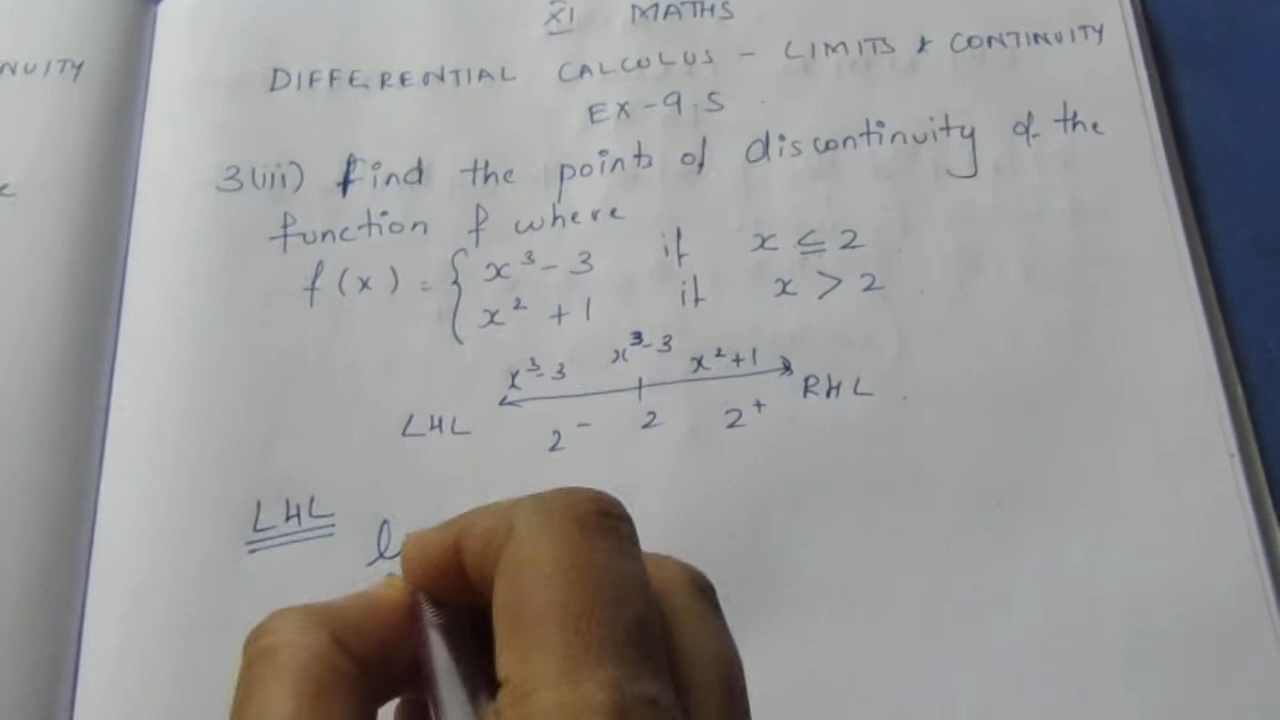 NUITY
XI MATHS
DIFFERENTIAL CALCULUS - LIMITS & CONTINUITY
EX-9.5
3(iii) find the points of discontinuity of the
function f where
f(x) = { x³ - 3 if x ≤ 2
x² + 1 if x > 2
x³-3 x³-3 x²+1
LHL 2⁻ 2 2⁺ RHL
LHL l